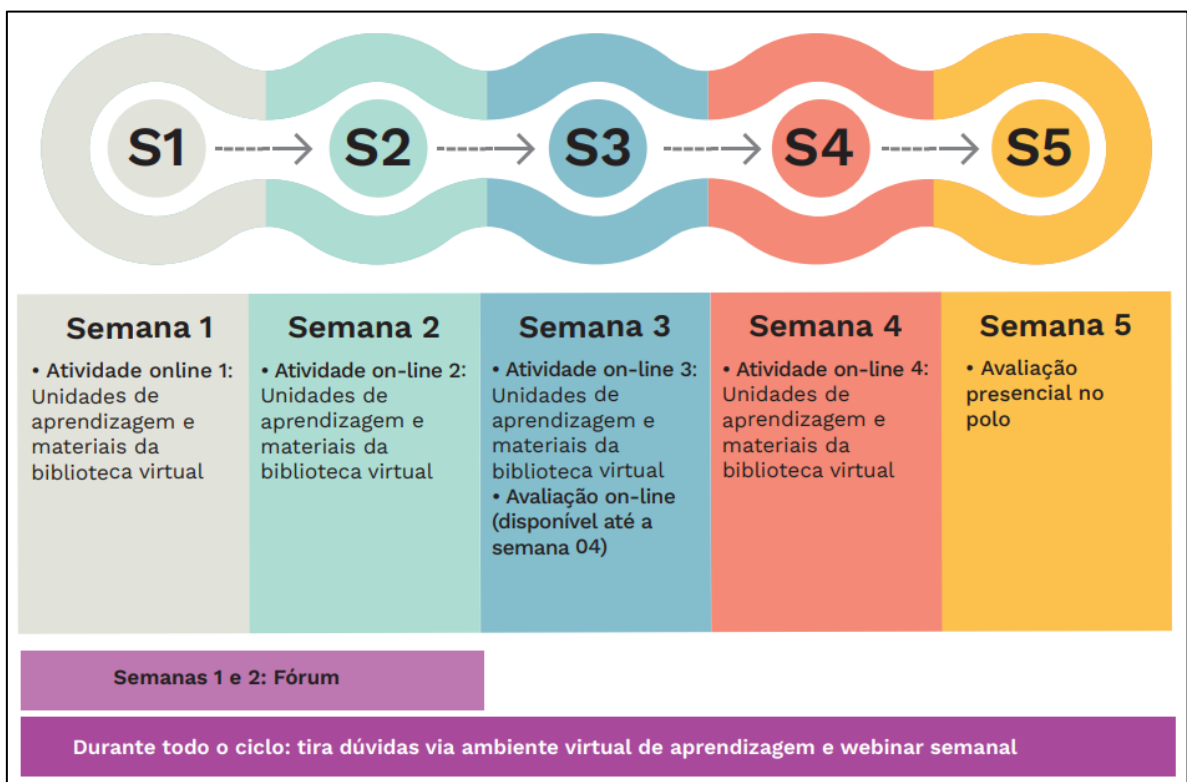 S1
S2
S3
S4
S5
Semana 1
• Atividade online 1:
Unidades de
aprendizagem e
materiais da
biblioteca virtual
Semana 2
• Atividade on-line 2:
Unidades de
aprendizagem e
materiais da
biblioteca virtual
Semana 3
• Atividade on-line 3:
Unidades de
aprendizagem e
materiais da
biblioteca virtual
• Avaliação on-line
(disponível até a
semana 04)
Semana 4
• Atividade on-line 4:
Unidades de
aprendizagem e
materiais da
biblioteca virtual
Semana 5
• Avaliação
presencial no
polo
Semanas 1 e 2: Fórum
Durante todo o ciclo: tira dúvidas via ambiente virtual de aprendizagem e webinar semanal